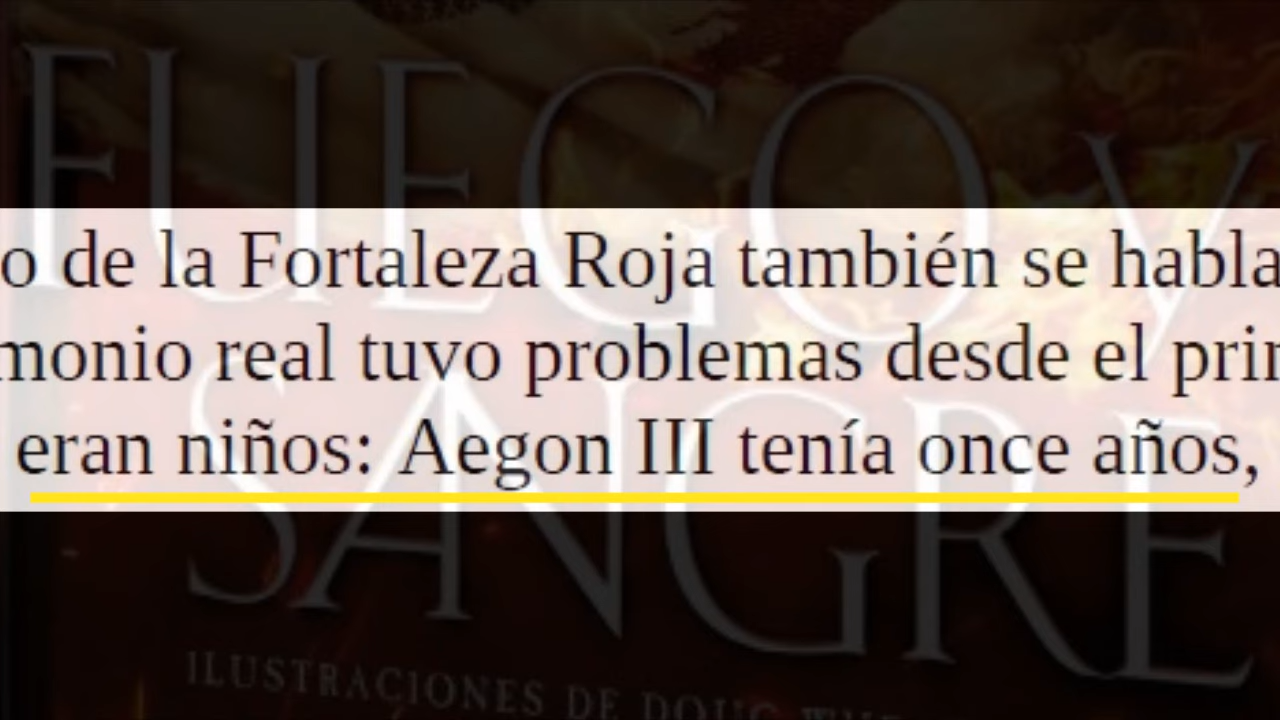 FUEGO Y
o de la Fortaleza Roja también se habla
monio real tuvo problemas desde el prin
eran niños: Aegon III tenía once años,
SANGRE
ILUSTRACIONES DE DOUG